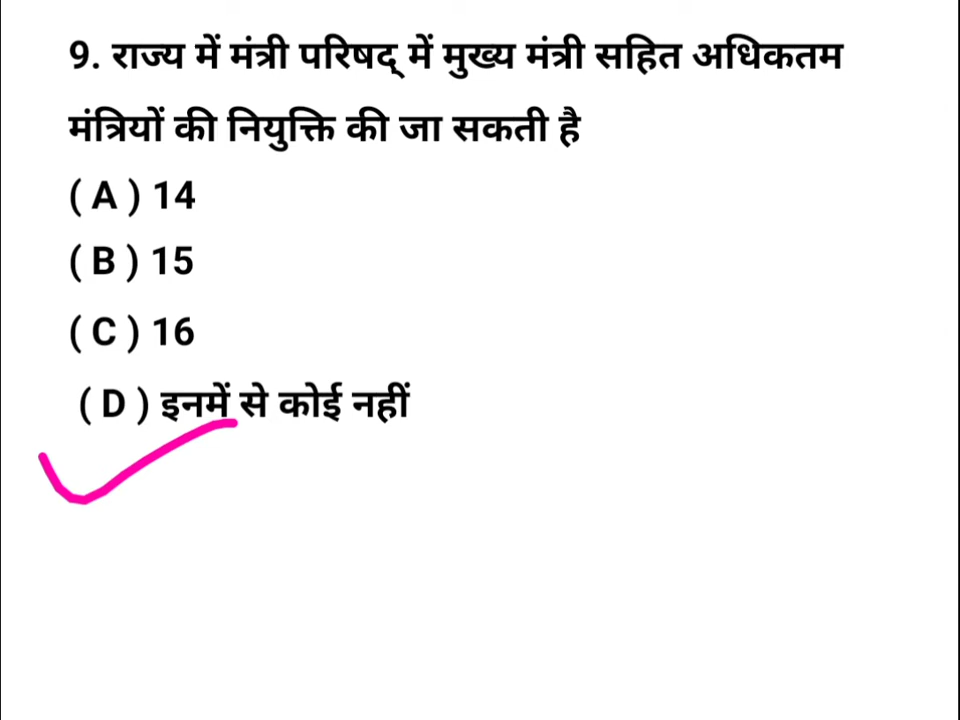 9. राज्य में मंत्री परिषद् में मुख्य मंत्री सहित अधिकतम
मंत्रियों की नियुक्ति की जा सकती है
( A ) 14
( B ) 15
( C ) 16
( D ) इनमें से कोई नहीं